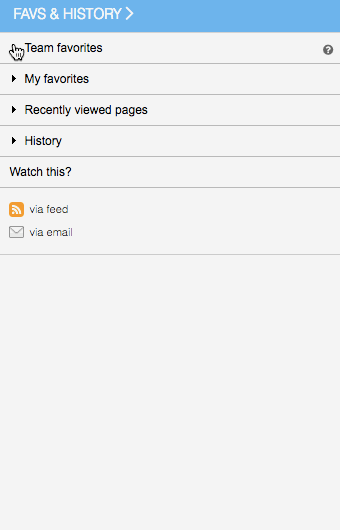 FAVS & HISTORY
Team favorites
My favorites
Recently viewed pages
History
Watch this?
via feed
via email